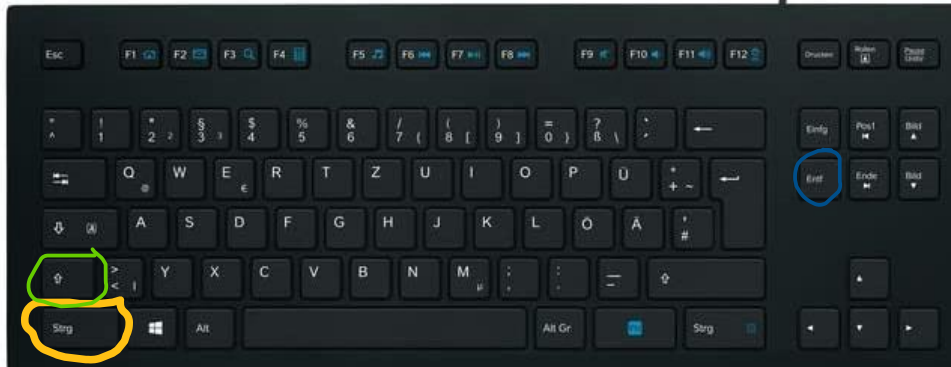 Esc F1 F2 F3 F4 F5 F6 F7 F8 F9 F10 F11 F12 Drucken Rollen Pause
Untbr
° ^ ! 1 " 2 ² § 3 ³ $ 4 % 5 & 6 / 7 { ( 8 [ ) 9 ] = 0 } ? ß \ ` ´ Einfg Pos1 Bild
Q @ W E € R T Z U I O P Ü * + ~ Entf Ende Bild
A S D F G H J K L Ö Ä ' #
> < | Y X C V B N M µ ; , : . _ -
Strg Alt Alt Gr Fn Strg